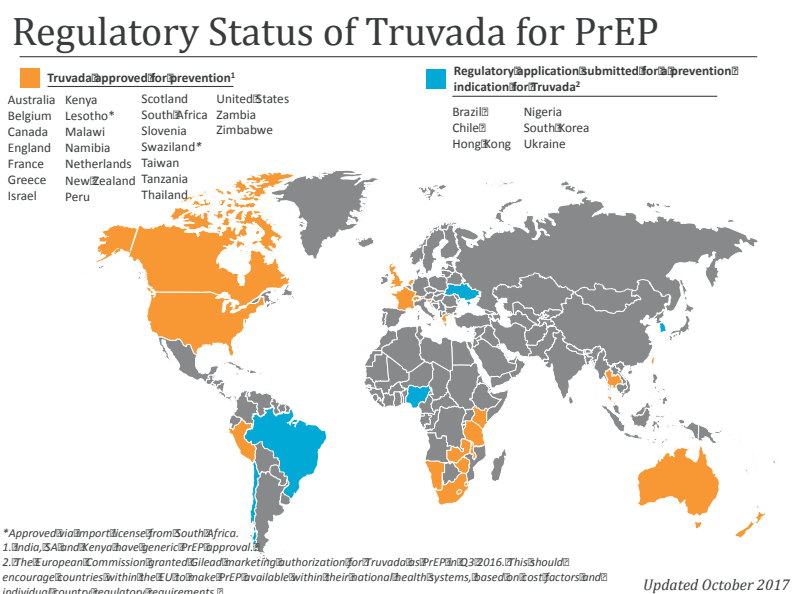 Regulatory Status of Truvada for PrEP
Truvada approved for prevention¹
Australia
Belgium
Canada
England
France
Greece
Israel
Kenya
Lesotho*
Malawi
Namibia
Netherlands
New Zealand
Peru
Scotland
South Africa
Slovenia
Swaziland*
Taiwan
Tanzania
Thailand
United States
Zambia
Zimbabwe
Regulatory application submitted for a prevention
indication for Truvada²
Brazil
Chile
Hong Kong
Nigeria
South Korea
Ukraine
*Approved via import license from South Africa.
1. India, SA and Kenya have generic PrEP approval.
2. The European Commission granted Gilead marketing authorization for Truvada as PrEP in Q3 2016. This should
encourage countries within the EU to make PrEP available within their national health systems, based on cost factors and
individual country regulatory requirements.
Updated October 2017